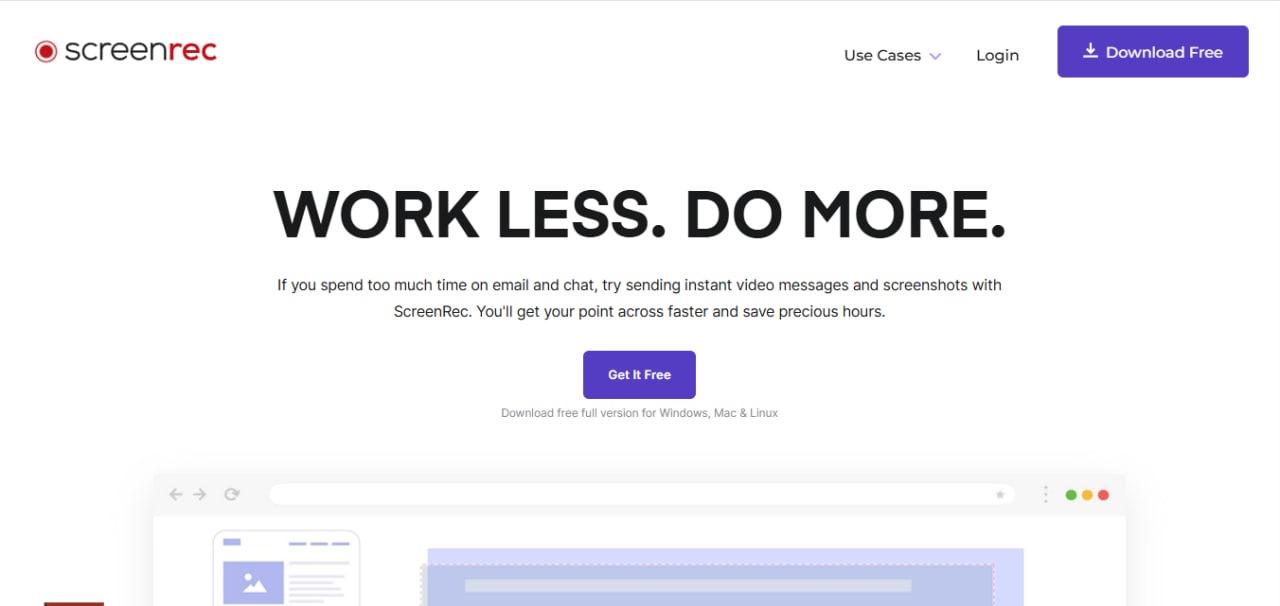 screenrec
Use Cases
Login
Download Free
WORK LESS. DO MORE.
If you spend too much time on email and chat, try sending instant video messages and screenshots with
ScreenRec. You'll get your point across faster and save precious hours.
Get It Free
Download free full version for Windows, Mac & Linux